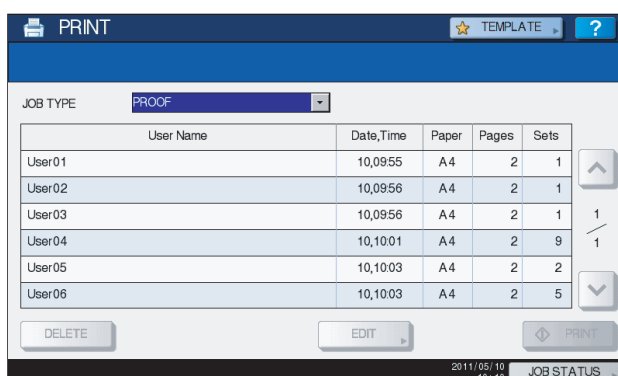 PRINT TEMPLATE ?
JOB TYPE PROOF
User Name Date,Time Paper Pages Sets
User01 10,09:55 A4 2 1
User02 10,09:56 A4 2 1
User03 10,09:56 A4 2 1
User04 10,10:01 A4 2 9
User05 10,10:03 A4 2 2
User06 10,10:03 A4 2 5
1
1
DELETE EDIT PRINT
2011/05/10
JOB STATUS